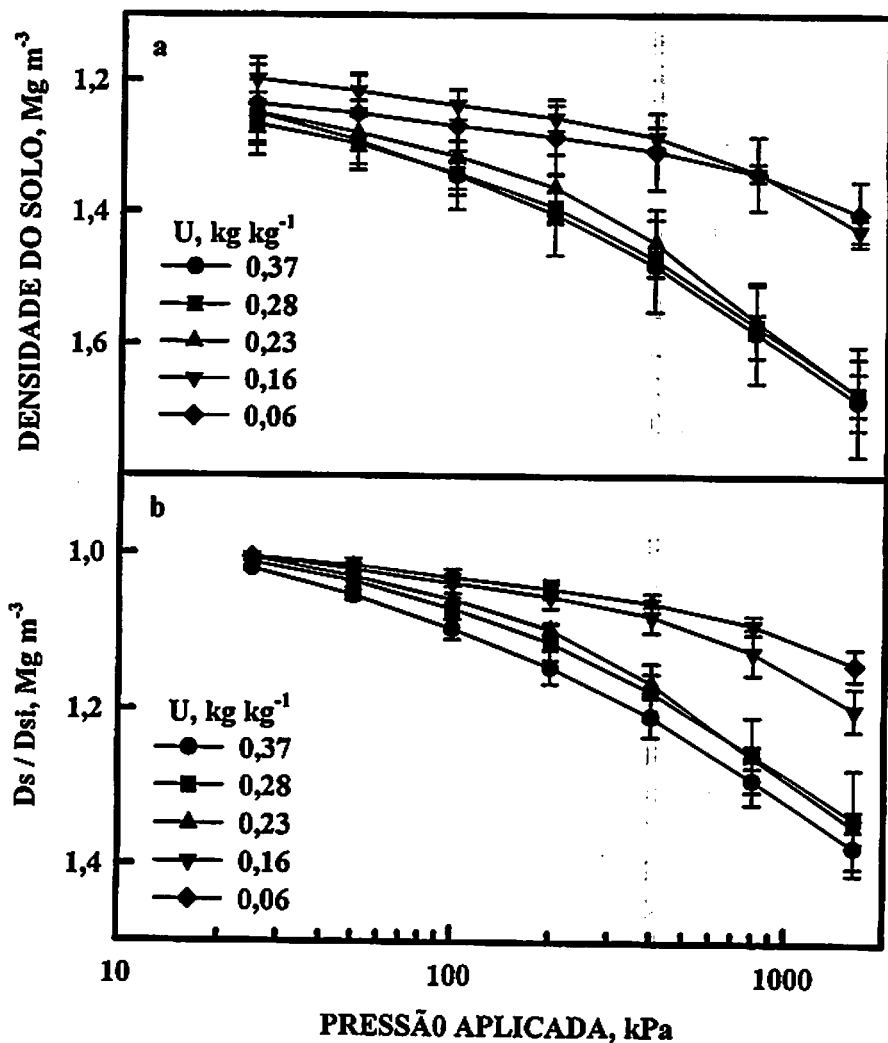 a
1,2
1,4
1,6
DENSIDADE DO SOLO, Mg m⁻³
U, kg kg⁻¹
0,37
0,28
0,23
0,16
0,06
b
1,0
1,2
1,4
Ds / Dsi, Mg m⁻³
U, kg kg⁻¹
0,37
0,28
0,23
0,16
0,06
10
100
1000
PRESSÃO APLICADA, kPa